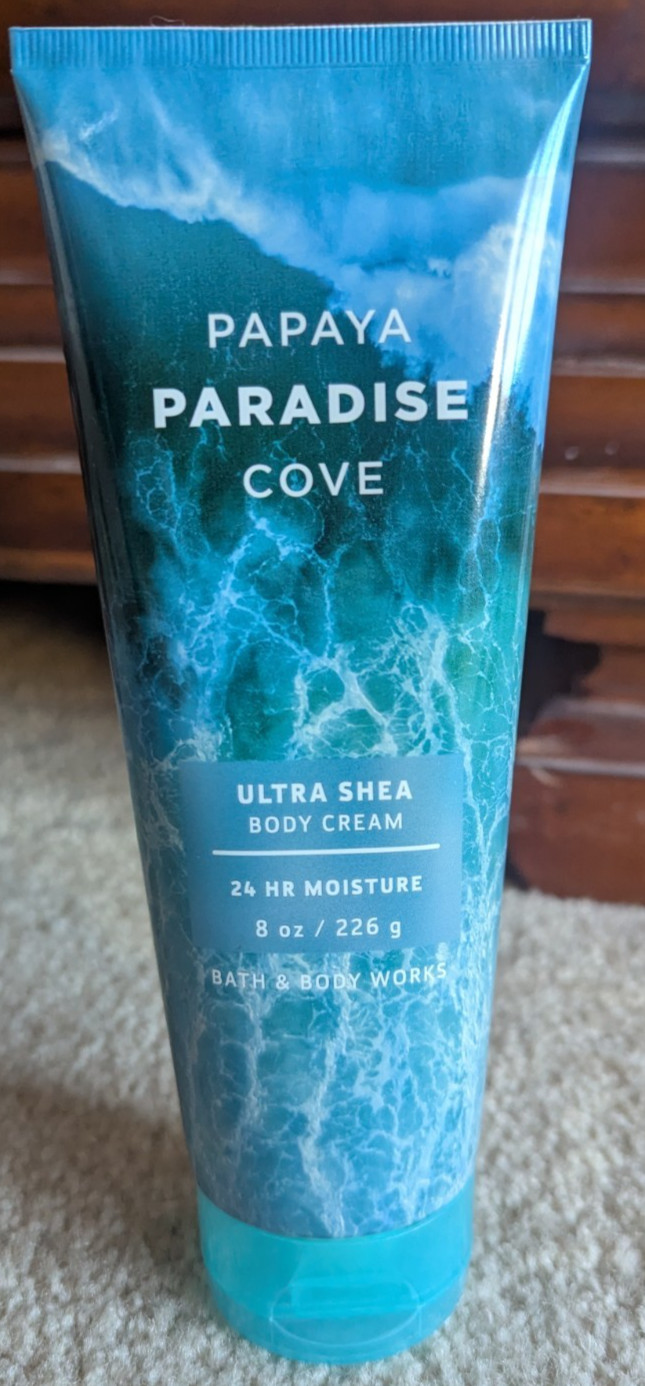 PAPAYA
PARADISE
COVE
ULTRA SHEA
BODY CREAM
24 HR MOISTURE
8 oz / 226 g
BATH & BODY WORKS